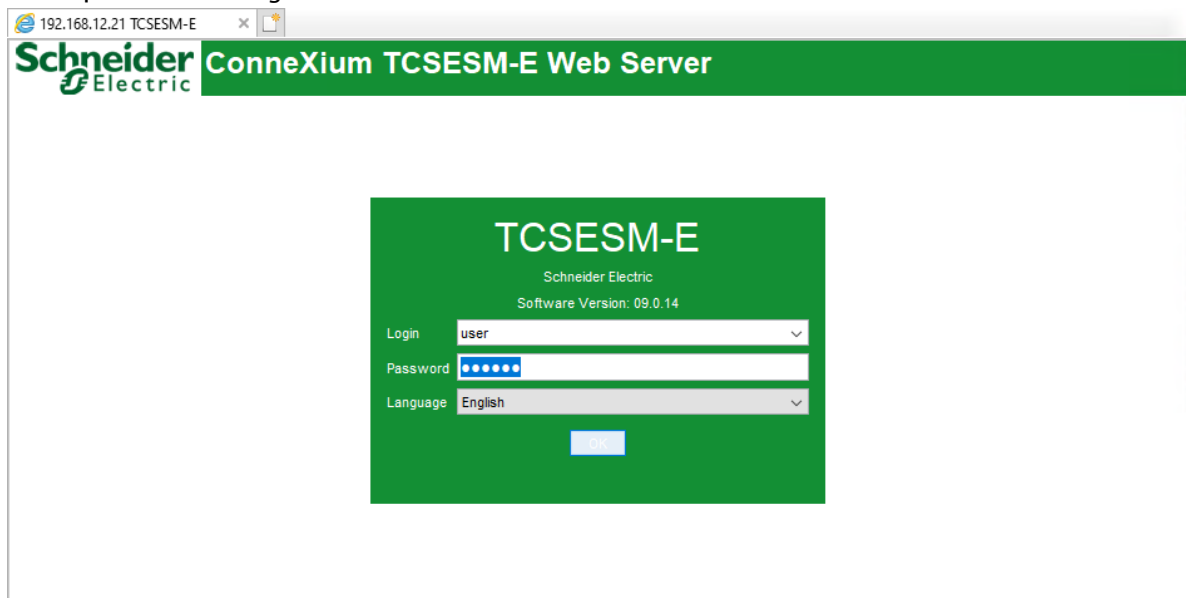 192.168.12.21 TCSESM-E
Schneider Electric
ConneXium TCSESM-E Web Server
TCSESM-E
Schneider Electric
Software Version: 09.0.14
Login user
Password ●●●●●●
Language English
OK